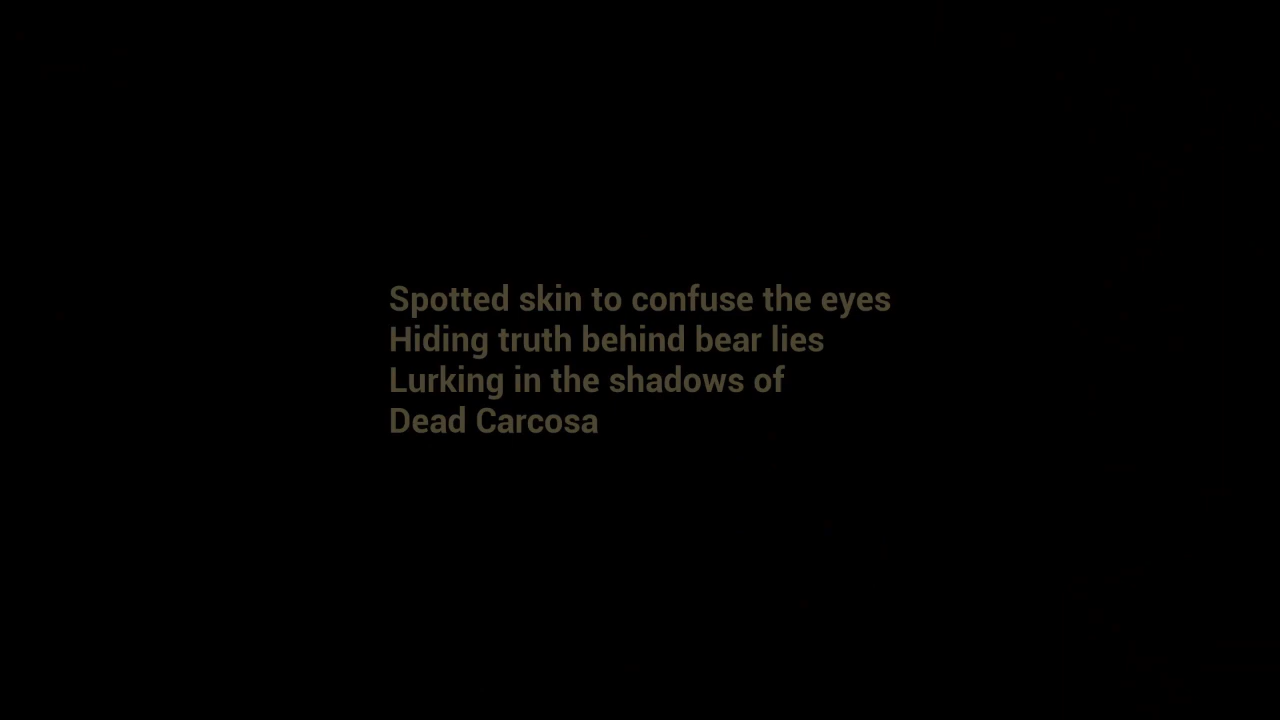 Spotted skin to confuse the eyes
Hiding truth behind bear lies
Lurking in the shadows of
Dead Carcosa